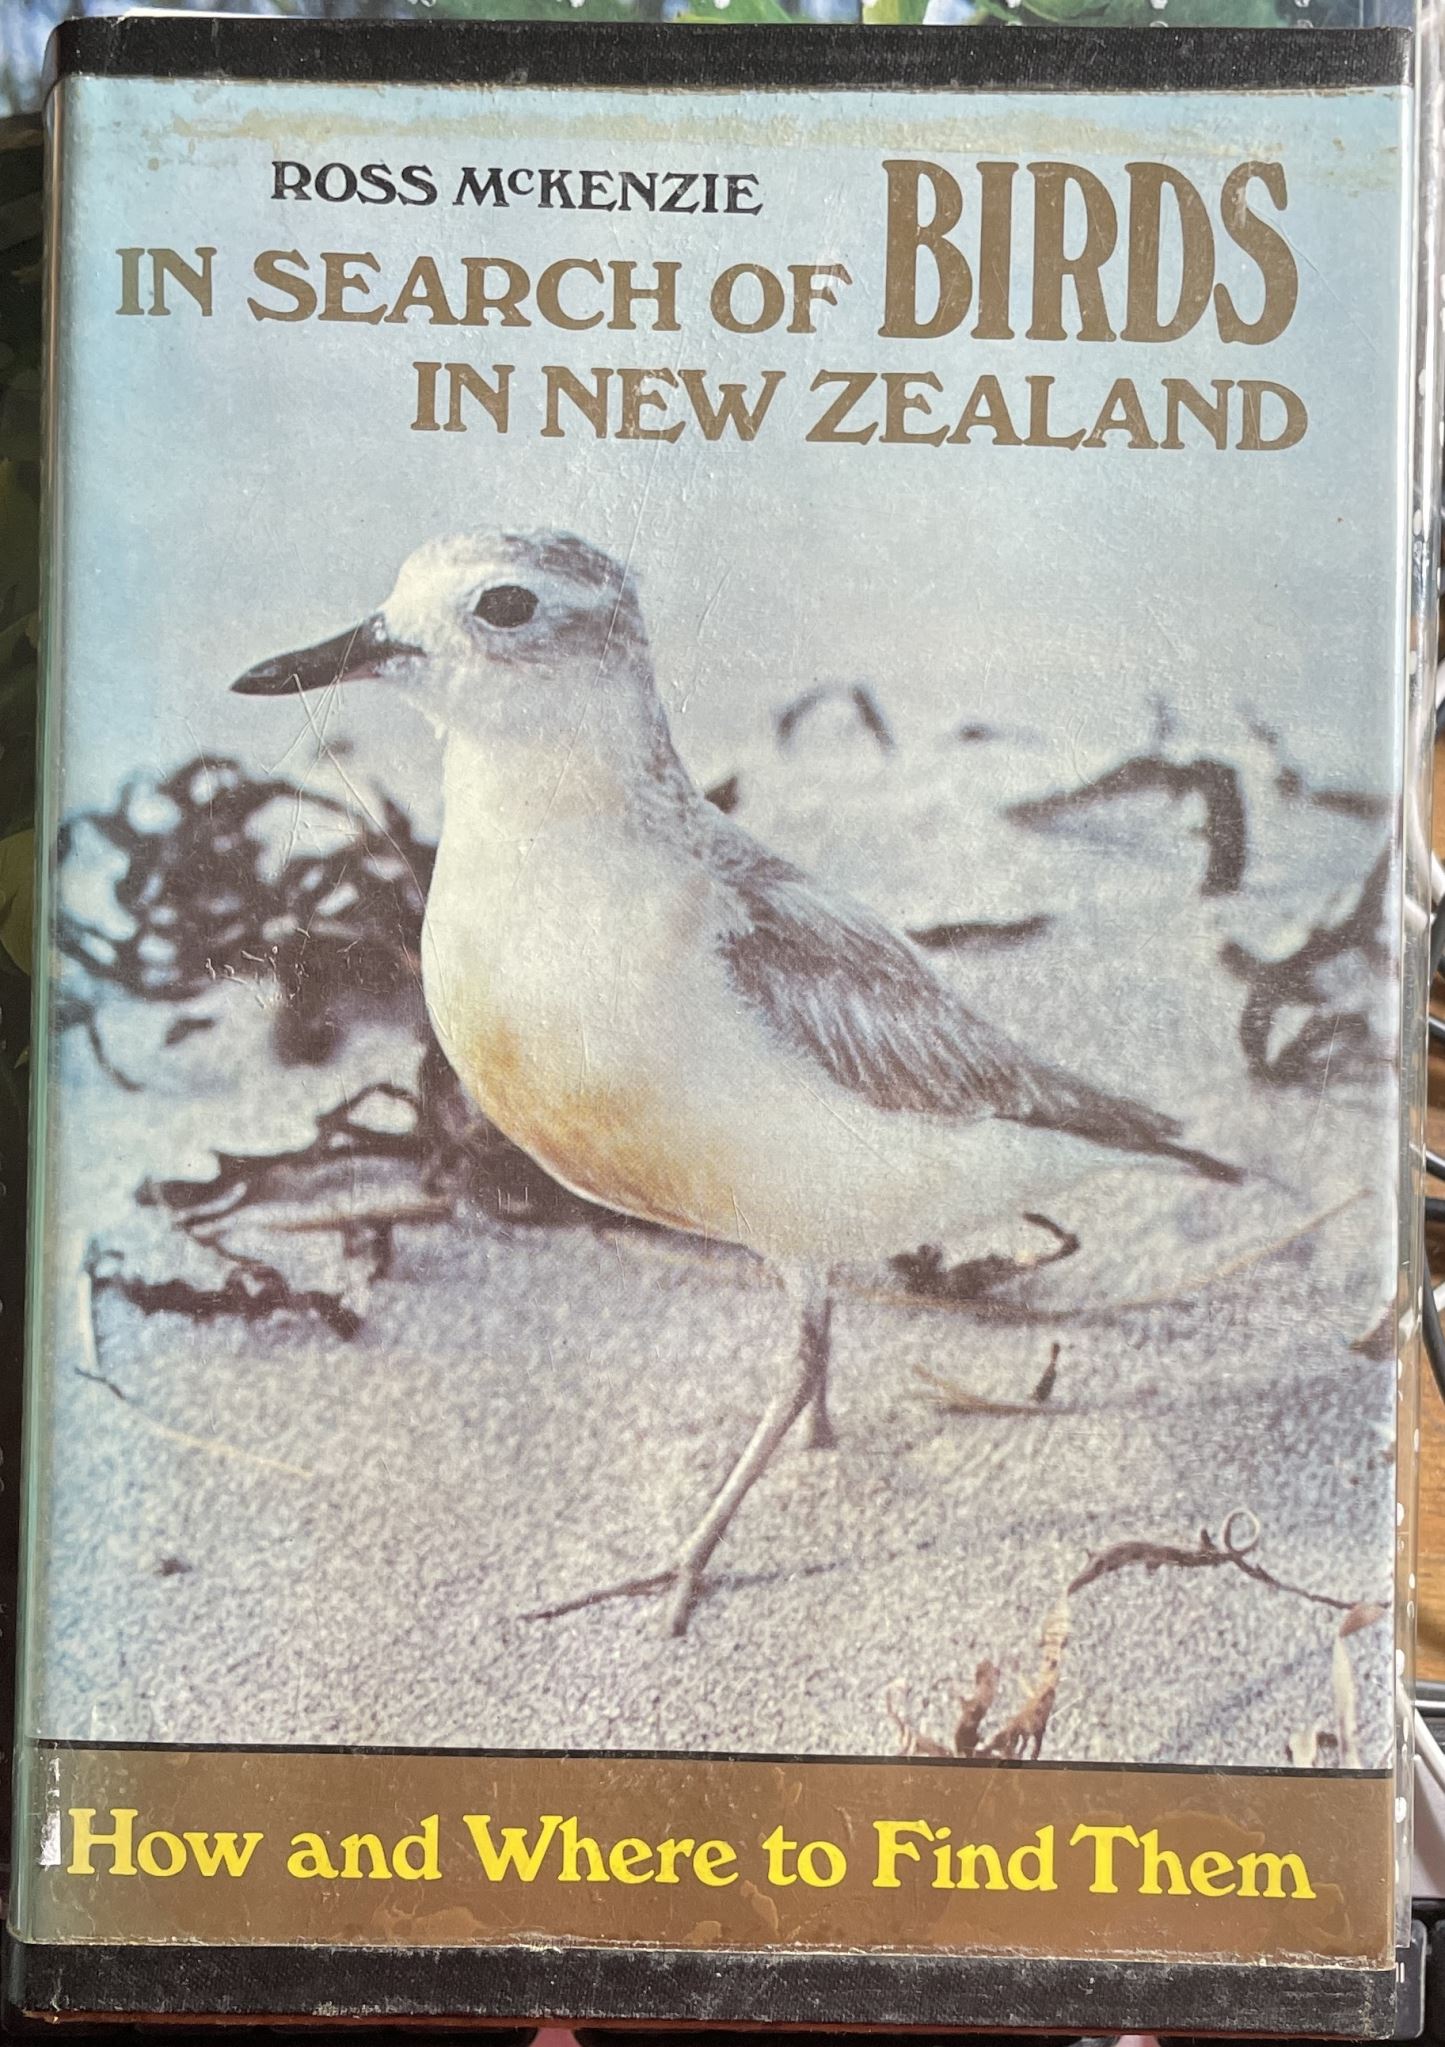 ROSS McKENZIE
IN SEARCH OF BIRDS
IN NEW ZEALAND
How and Where to Find Them